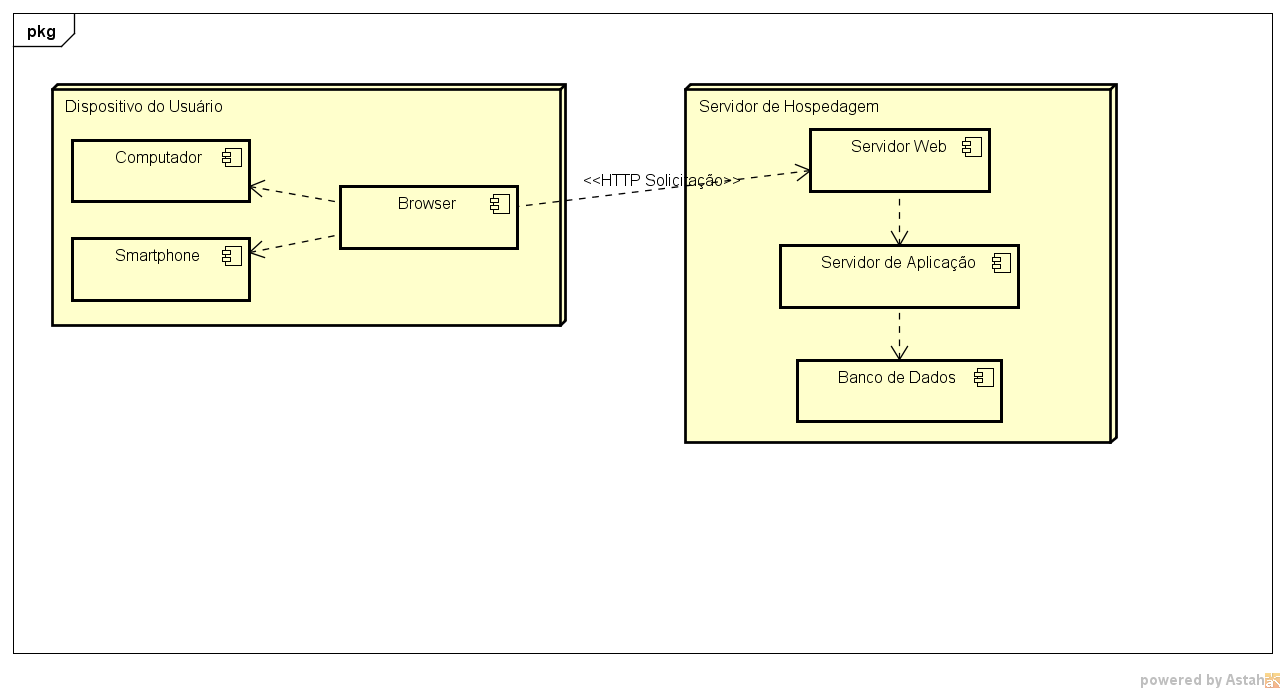 pkg
Dispositivo do Usuário
Computador
Browser
Smartphone
<<HTTP Solicitação>>
Servidor de Hospedagem
Servidor Web
Servidor de Aplicação
Banco de Dados
powered by Astah